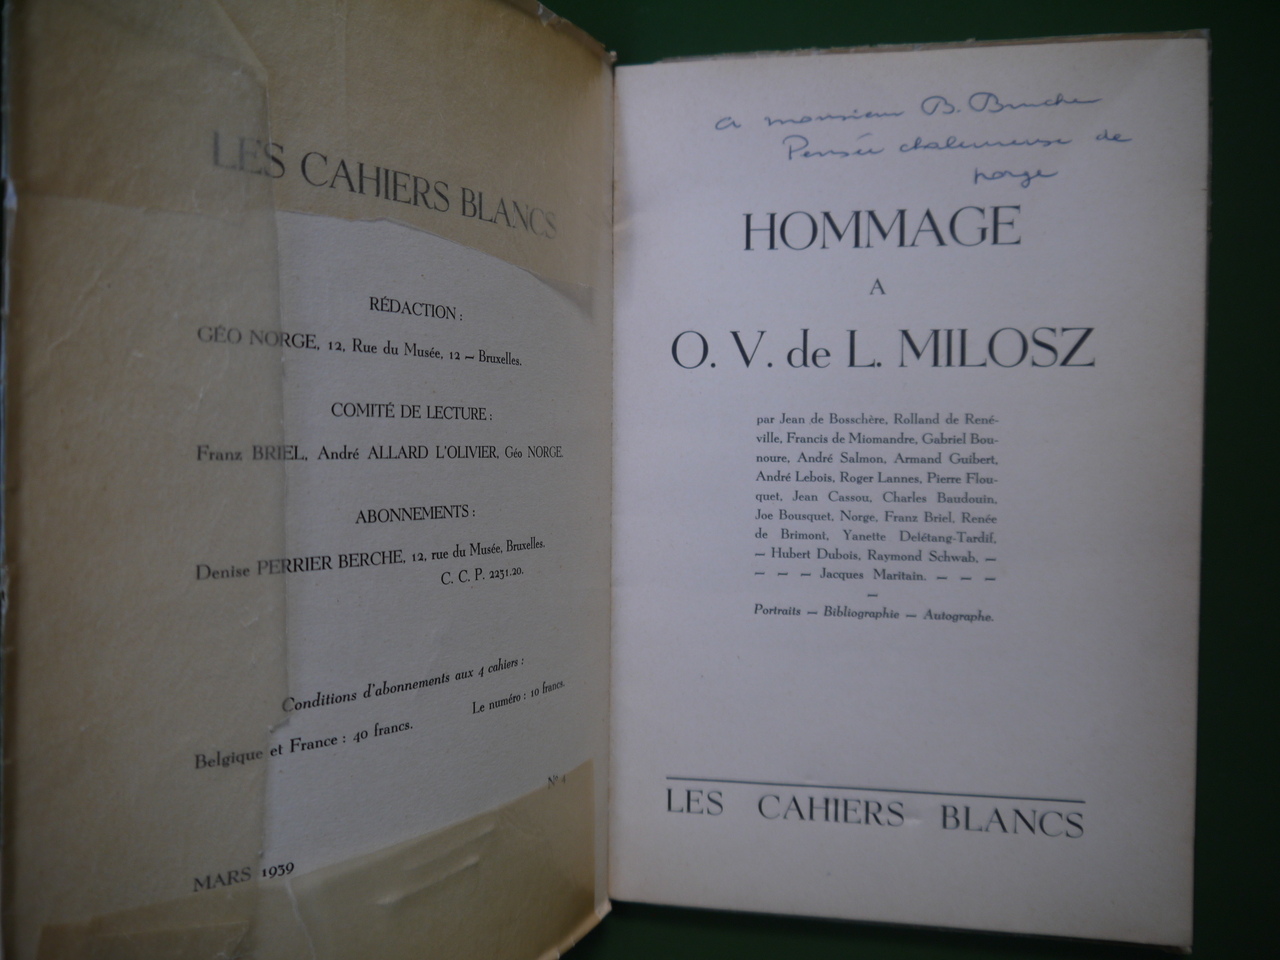 LES CAHIERS BLANCS
RÉDACTION :
GÉO NORGE, 12, Rue du Musée, 12 — Bruxelles.
COMITÉ DE LECTURE :
Franz BRIEL, André ALLARD L'OLIVIER, Géo NORGE.
ABONNEMENTS :
Denise PERRIER BERCHE, 12, rue du Musée, Bruxelles.
C. C. P. 2251.20.
Conditions d'abonnements aux 4 cahiers :
Le numéro : 10 francs.
Belgique et France : 40 francs.
N° 4
MARS 1939
a monsieur B.
Pensée chaleureuse de
norge
HOMMAGE
A
O. V. de L. MILOSZ
par Jean de Bosschère, Rolland de René-
ville, Francis de Miomandre, Gabriel Bou-
noure, André Salmon, Armand Guibert,
André Lebois, Roger Lannes, Pierre Flou-
quet, Jean Cassou, Charles Baudouin,
Joe Bousquet, Norge, Franz Briel, Renée
de Brimont, Yanette Delétang-Tardif,
— Hubert Dubois, Raymond Schwab, —
— — — Jacques Maritain. — — —
—
Portraits — Bibliographie — Autographe.
LES CAHIERS BLANCS